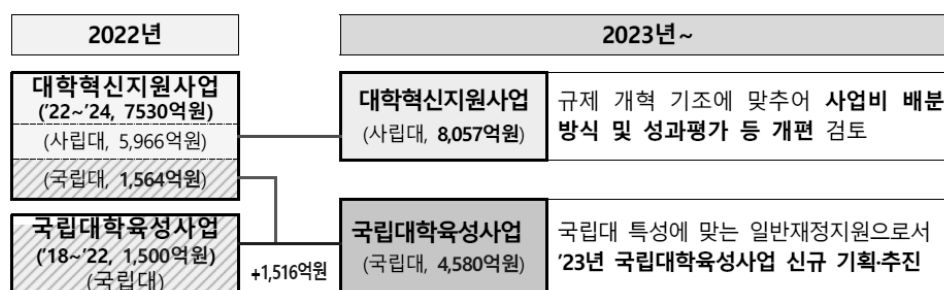 2022년
2023년~
대학혁신지원사업
('22~'24, 7530억원)
(사립대, 5,966억원)
(국립대, 1,564억원)
국립대학육성사업
('18~'22, 1,500억원)
(국립대)
+1,516억원
대학혁신지원사업
(사립대, 8,057억원)
규제 개혁 기조에 맞추어 사업비 배분
방식 및 성과평가 등 개편 검토
국립대학육성사업
(국립대, 4,580억원)
국립대 특성에 맞는 일반재정지원으로서
'23년 국립대학육성사업 신규 기획·추진